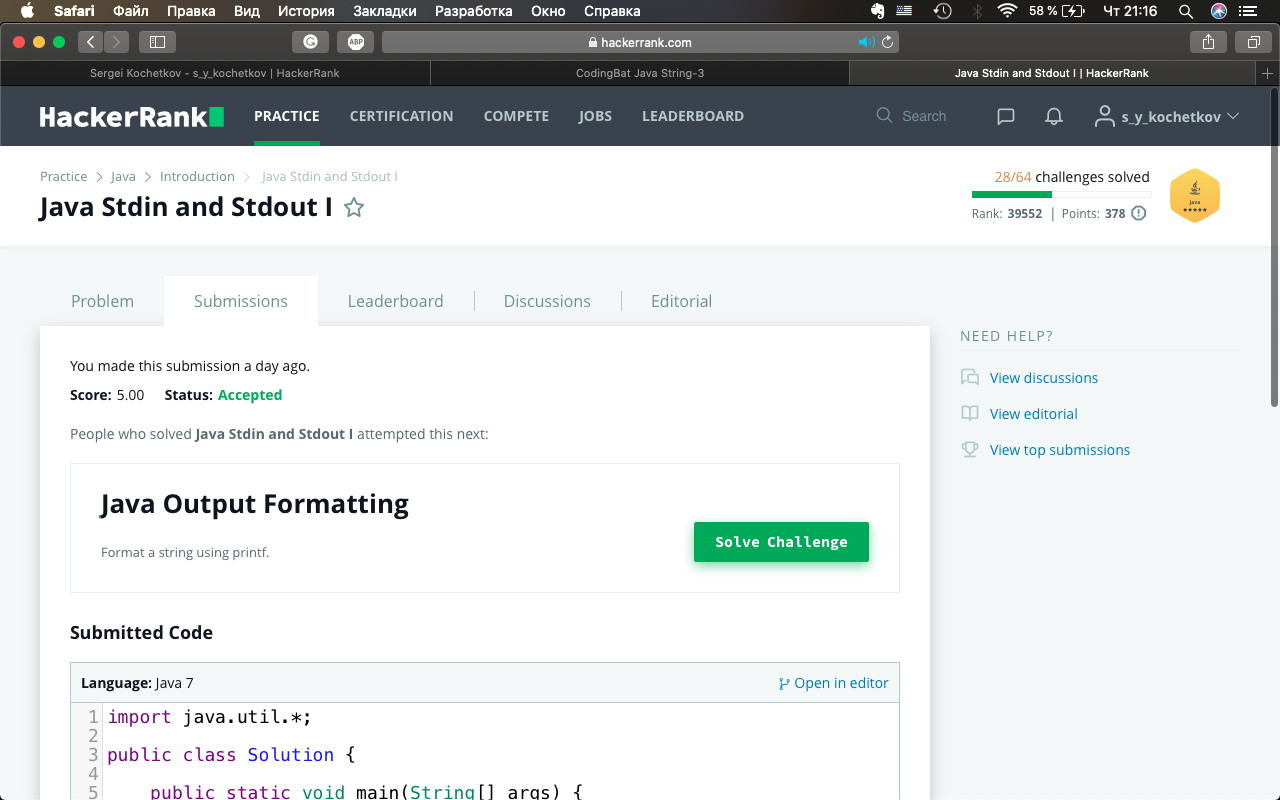 Safari Файл Правка Вид История Закладки Разработка Окно Справка 58 % Чт 21:16
ABP hackerrank.com
Sergei Kochetkov - s_y_kochetkov | HackerRank CodingBat Java String-3 Java Stdin and Stdout I | HackerRank
HackerRank PRACTICE CERTIFICATION COMPETE JOBS LEADERBOARD Search s_y_kochetkov
Practice > Java > Introduction > Java Stdin and Stdout I
28/64 challenges solved
Java Stdin and Stdout I
Rank: 39552 | Points: 378
Java
Problem Submissions Leaderboard Discussions Editorial
You made this submission a day ago.
Score: 5.00 Status: Accepted
People who solved Java Stdin and Stdout I attempted this next:
Java Output Formatting
Format a string using printf.
Solve Challenge
Submitted Code
Language: Java 7 Open in editor
1 import java.util.*;
2
3 public class Solution {
4
5 public static void main(String[] args) {
NEED HELP?
View discussions
View editorial
View top submissions